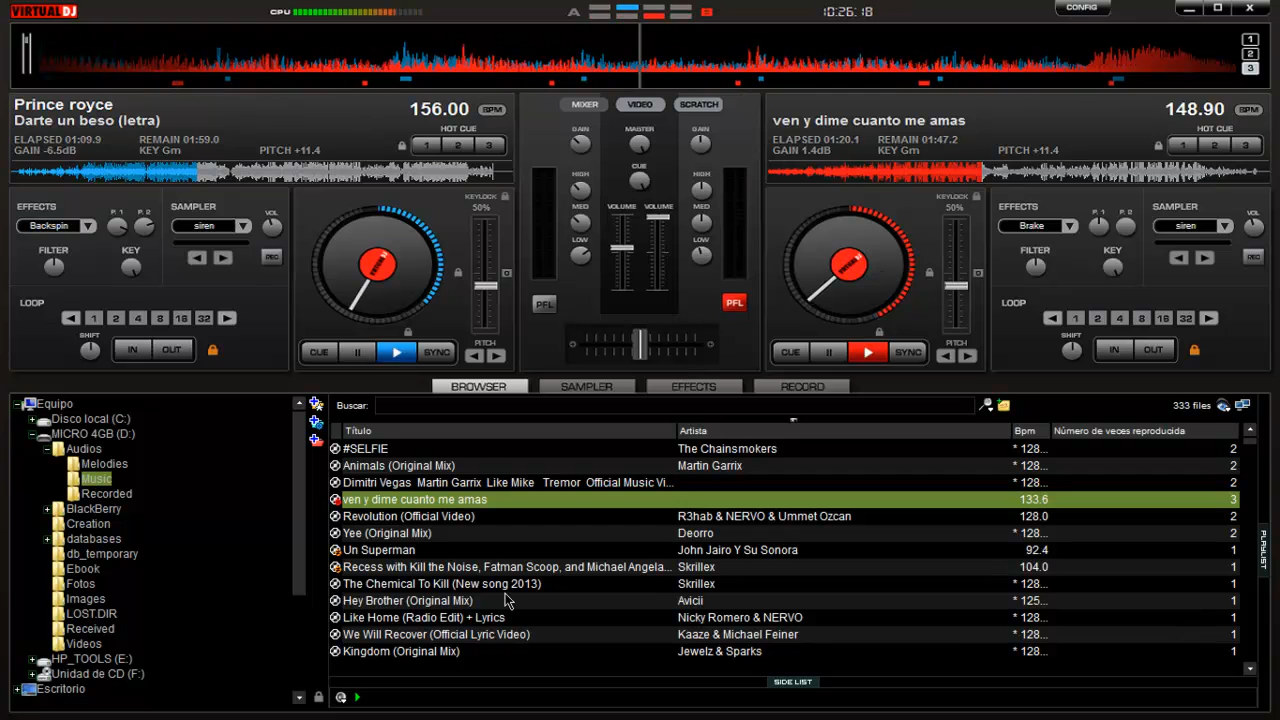 VIRTUAL DJ
CPU
A
B
10:26:18
CONFIG
1
2
3
Prince royce
Darte un beso (letra)
156.00 BPM
ELAPSED 01:09.9 REMAIN 01:59.0
GAIN -6.5dB KEY Gm PITCH +11.4
HOT CUE
1 2 3
MIXER VIDEO SCRATCH
GAIN MASTER GAIN
CUE
HIGH HIGH
MED MED
VOLUME VOLUME
LOW LOW
PFL PFL
ven y dime cuanto me amas
148.90 BPM
ELAPSED 01:20.1 REMAIN 01:47.2
GAIN 1.4dB KEY Gm PITCH +11.4
HOT CUE
1 2 3
EFFECTS
Backspin
P. 1 P. 2
SAMPLER
siren
VOL
FILTER KEY
REC
LOOP
1 2 4 8 16 32
SHIFT
IN OUT
KEYLOCK
50%
PITCH
CUE SYNC
KEYLOCK
50%
PITCH
CUE SYNC
EFFECTS
Brake
P. 1 P. 2
SAMPLER
siren
VOL
FILTER KEY
REC
LOOP
1 2 4 8 16 32
SHIFT
IN OUT
BROWSER SAMPLER EFFECTS RECORD
Equipo
Disco local (C:)
MICRO 4GB (D:)
Audios
Melodies
Music
Recorded
BlackBerry
Creation
databases
db_temporary
Ebook
Fotos
Images
LOST.DIR
Received
Videos
HP_TOOLS (E:)
Unidad de CD (F:)
Escritorio
Buscar:
333 files
Título Artista Bpm Número de veces reproducida
#SELFIE The Chainsmokers * 128... 2
Animals (Original Mix) Martin Garrix * 128... 2
Dimitri Vegas Martin Garrix Like Mike Tremor Official Music Vi... * 128... 2
ven y dime cuanto me amas 133.6 3
Revolution (Official Video) R3hab & NERVO & Ummet Ozcan 128.0 2
Yee (Original Mix) Deorro * 128... 2
Un Superman John Jairo Y Su Sonora 92.4 1
Recess with Kill the Noise, Fatman Scoop, and Michael Angela... Skrillex 104.0 1
The Chemical To Kill (New song 2013) Skrillex * 128... 1
Hey Brother (Original Mix) Avicii * 125... 1
Like Home (Radio Edit) + Lyrics Nicky Romero & NERVO * 128... 1
We Will Recover (Official Lyric Video) Kaaze & Michael Feiner * 128... 1
Kingdom (Original Mix) Jewelz & Sparks * 128... 1
SIDE LIST
PLAYLIST